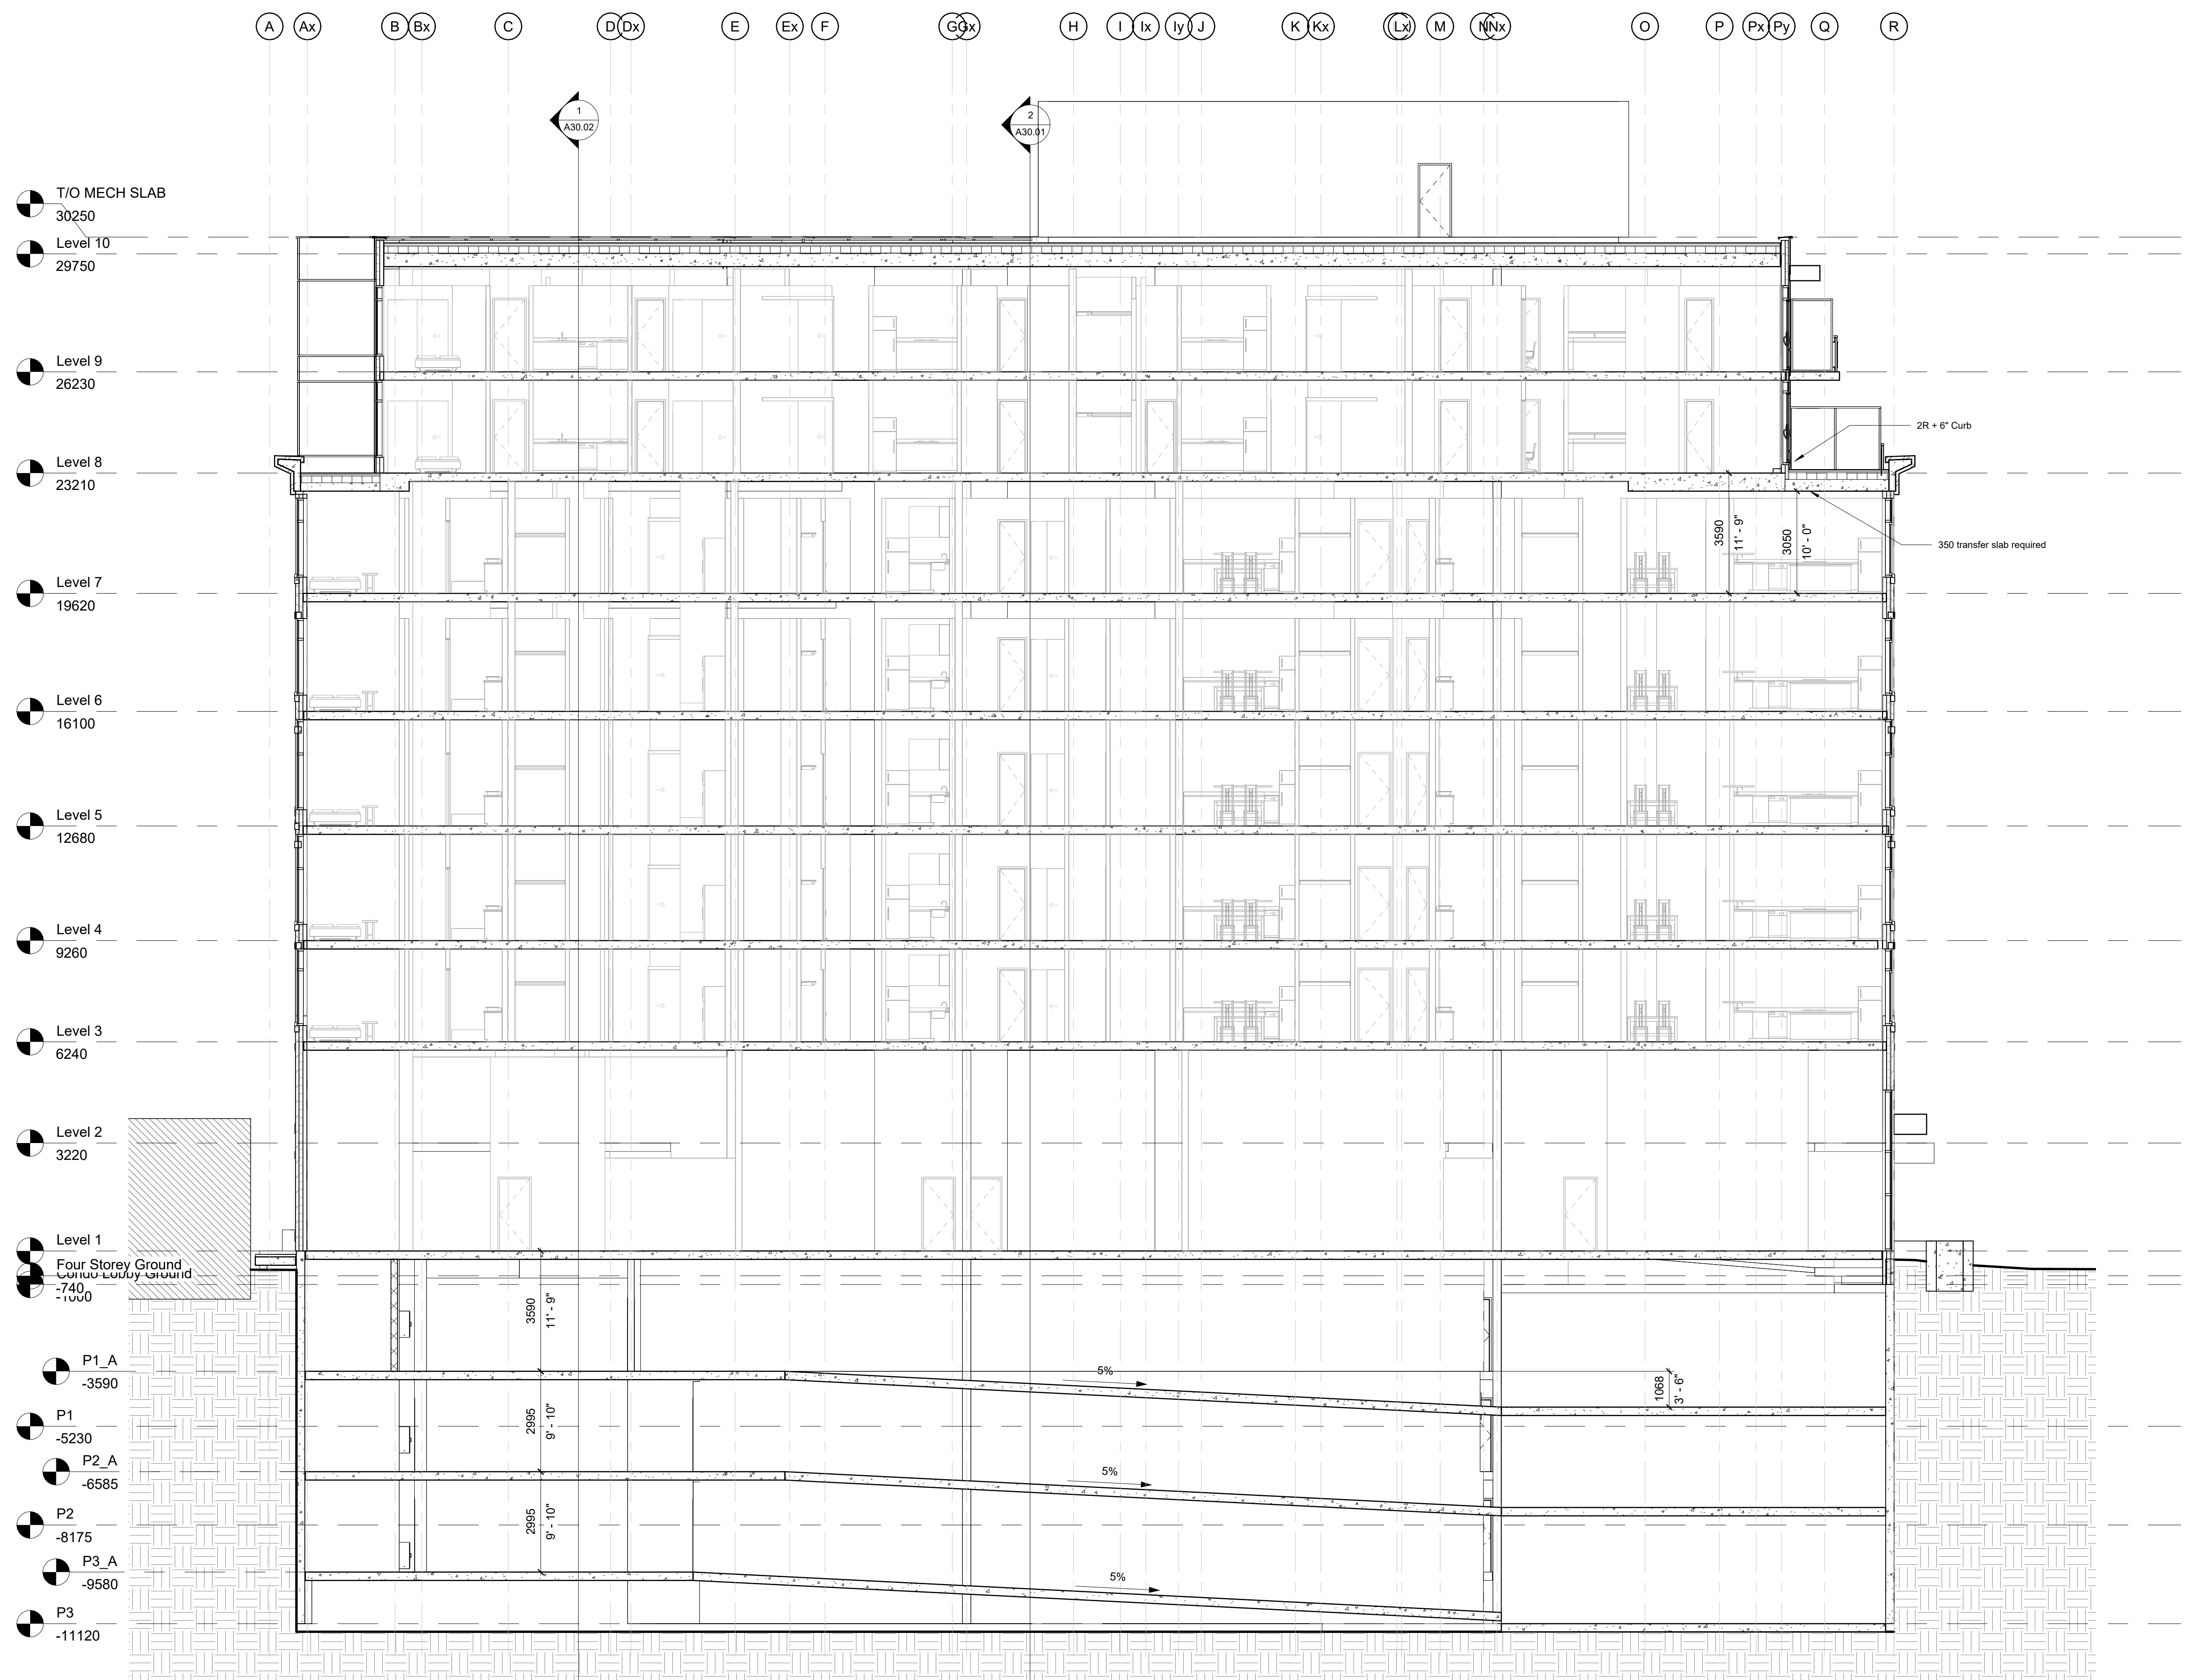 A Ax B Bx C D Dx E Ex F G Gx H I Ix Iy J K Kx Lx M N Nx O P Px Py Q R
1
A30.02
2
A30.01
T/O MECH SLAB
30250
Level 10
29750
Level 9
26230
2R + 6" Curb
Level 8
23210
3590
11' - 9"
3050
10' - 0"
350 transfer slab required
Level 7
19620
Level 6
16100
Level 5
12680
Level 4
9260
Level 3
6240
Level 2
3220
Level 1
Four Storey Ground
Condo Lobby Ground
-740
-1000
3590
11' - 9"
P1_A
-3590
5%
1068
3' - 6"
P1
-5230
2995
9' - 10"
P2_A
-6585
5%
P2
-8175
2995
9' - 10"
P3_A
-9580
5%
P3
-11120